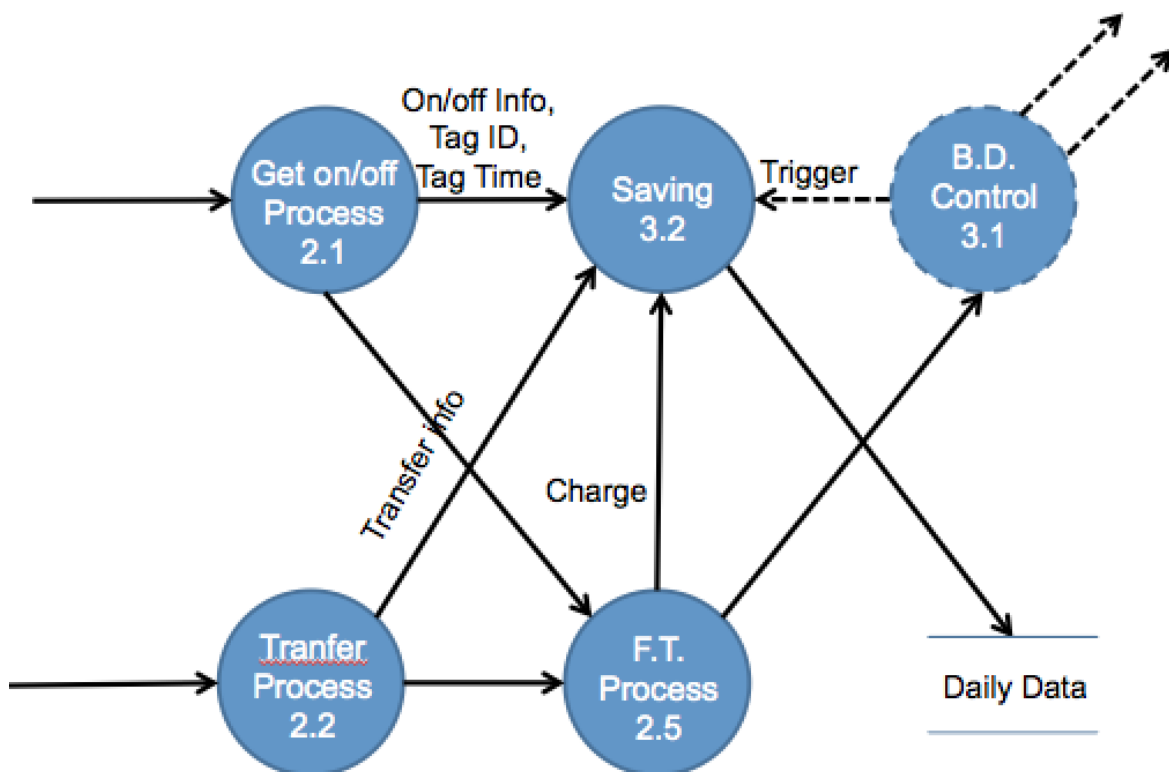 On/off Info,
Tag ID,
Tag Time
Get on/off
Process
2.1
Saving
3.2
Trigger
B.D.
Control
3.1
Transfer info
Charge
Tranfer
Process
2.2
F.T.
Process
2.5
Daily Data